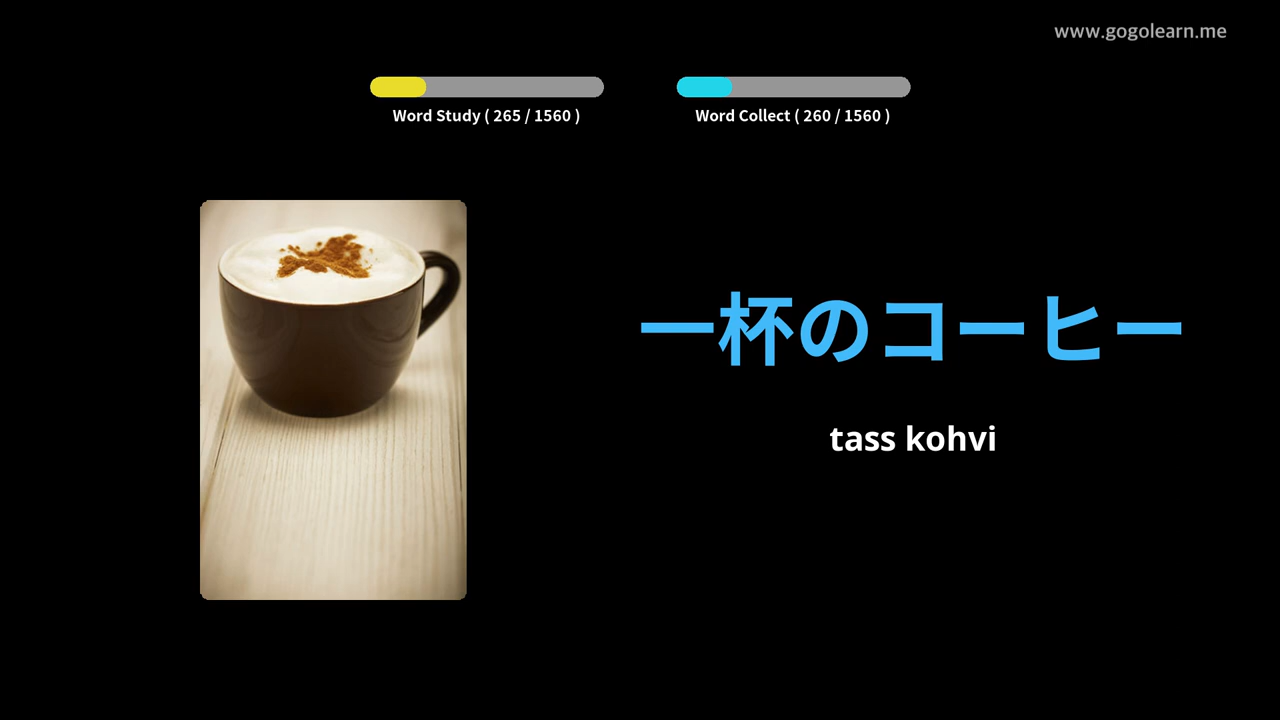 www.gogolearn.me
Word Study ( 265 / 1560 )
Word Collect ( 260 / 1560 )
一杯のコーヒー
tass kohvi